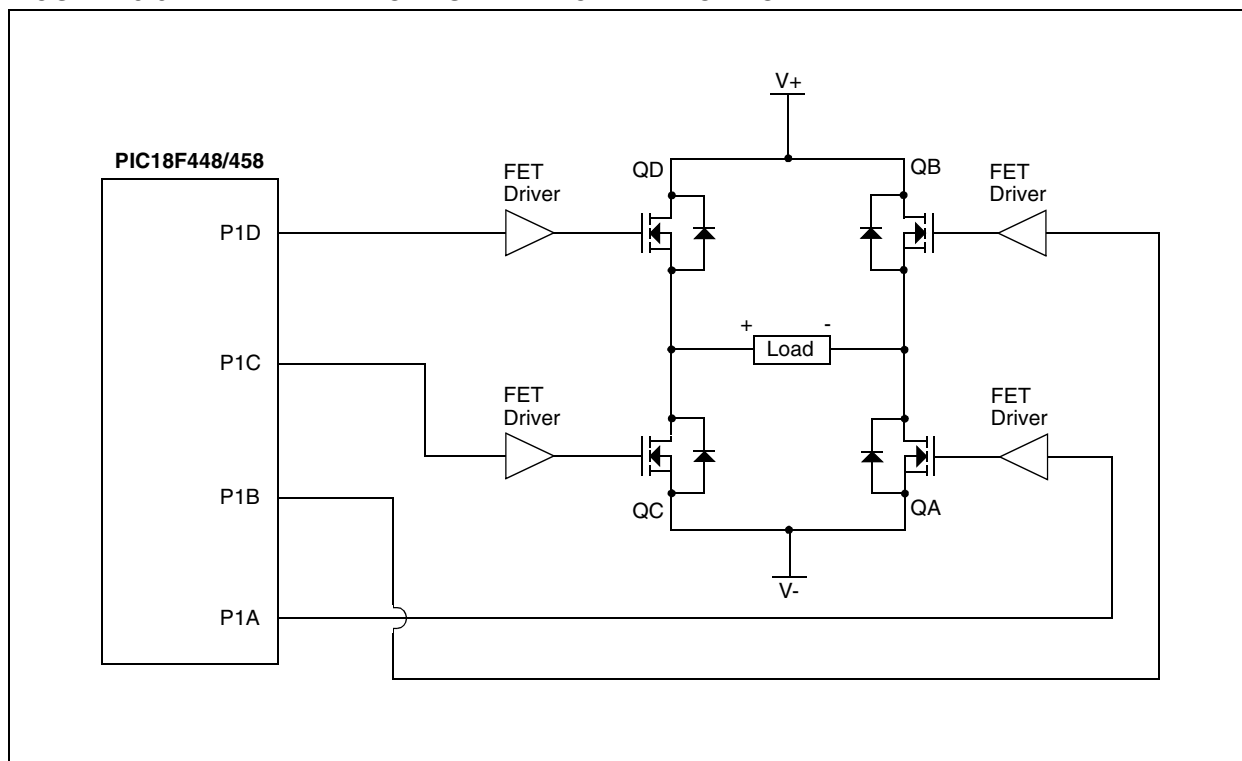 V+
PIC18F448/458
FET
Driver
QD
QB
FET
Driver
P1D
+
-
Load
P1C
FET
Driver
FET
Driver
P1B
QC
QA
V-
P1A